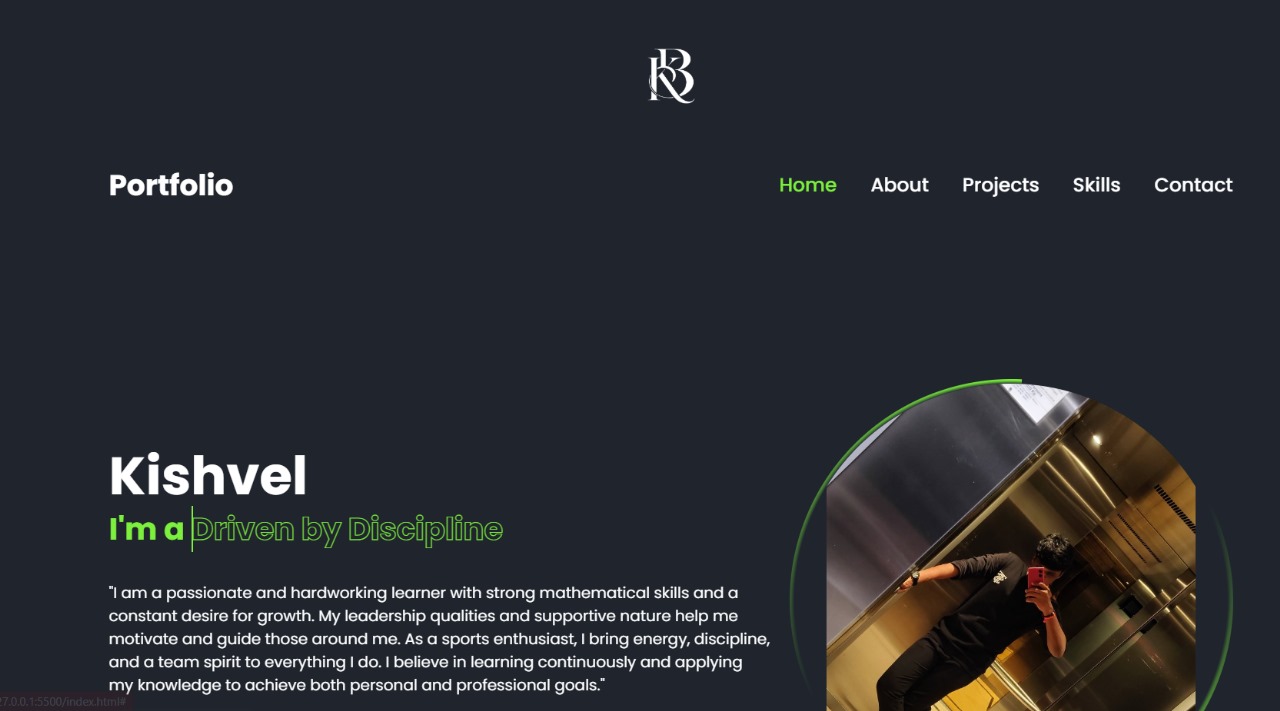 KB
Portfolio
Home About Projects Skills Contact
Kishvel
I'm a Driven by Discipline
"I am a passionate and hardworking learner with strong mathematical skills and a
constant desire for growth. My leadership qualities and supportive nature help me
motivate and guide those around me. As a sports enthusiast, I bring energy, discipline,
and a team spirit to everything I do. I believe in learning continuously and applying
my knowledge to achieve both personal and professional goals."
27.0.0.1:5500/index.html#